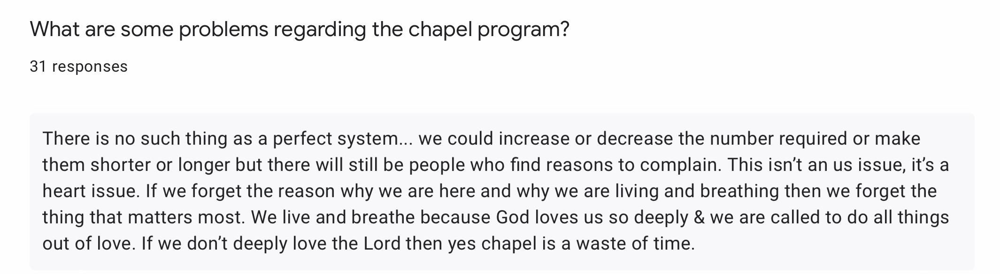 What are some problems regarding the chapel program?
31 responses
There is no such thing as a perfect system... we could increase or decrease the number required or make
them shorter or longer but there will still be people who find reasons to complain. This isn’t an us issue, it’s a
heart issue. If we forget the reason why we are here and why we are living and breathing then we forget the
thing that matters most. We live and breathe because God loves us so deeply & we are called to do all things
out of love. If we don’t deeply love the Lord then yes chapel is a waste of time.